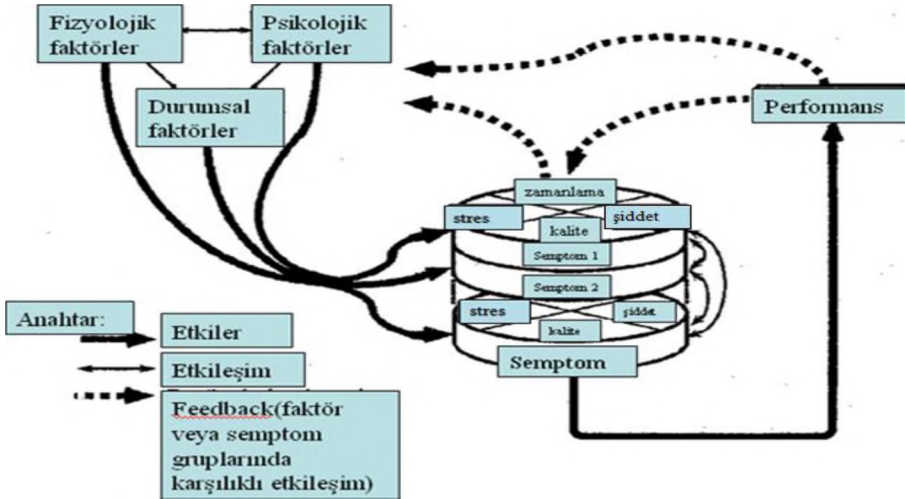 Fizyolojik
faktörler
Psikolojik
faktörler
Durumsal
faktörler
Performans
zamanlama
stres
şiddet
kalite
Semptom 1
Semptom 2
stres
şiddet
kalite
Semptom
Anahtar:
Etkiler
Etkileşim
Feedback(faktör
veya semptom
gruplarında
karşılıklı etkileşim)